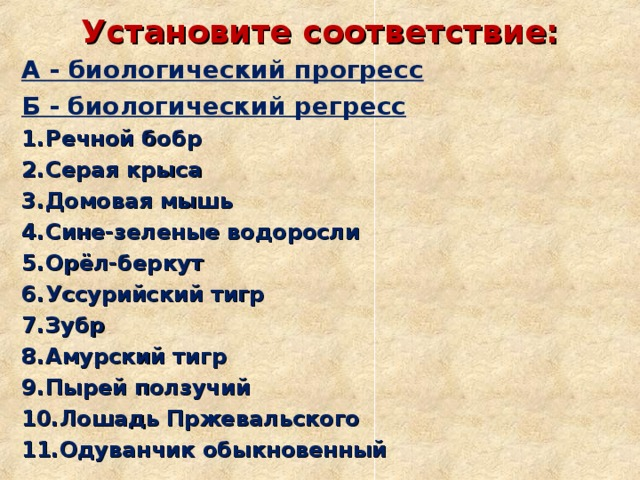 Установите соответствие:
А - биологический прогресс
Б - биологический регресс
1.Речной бобр
2.Серая крыса
3.Домовая мышь
4.Сине-зеленые водоросли
5.Орёл-беркут
6.Уссурийский тигр
7.Зубр
8.Амурский тигр
9.Пырей ползучий
10.Лошадь Пржевальского
11.Одуванчик обыкновенный